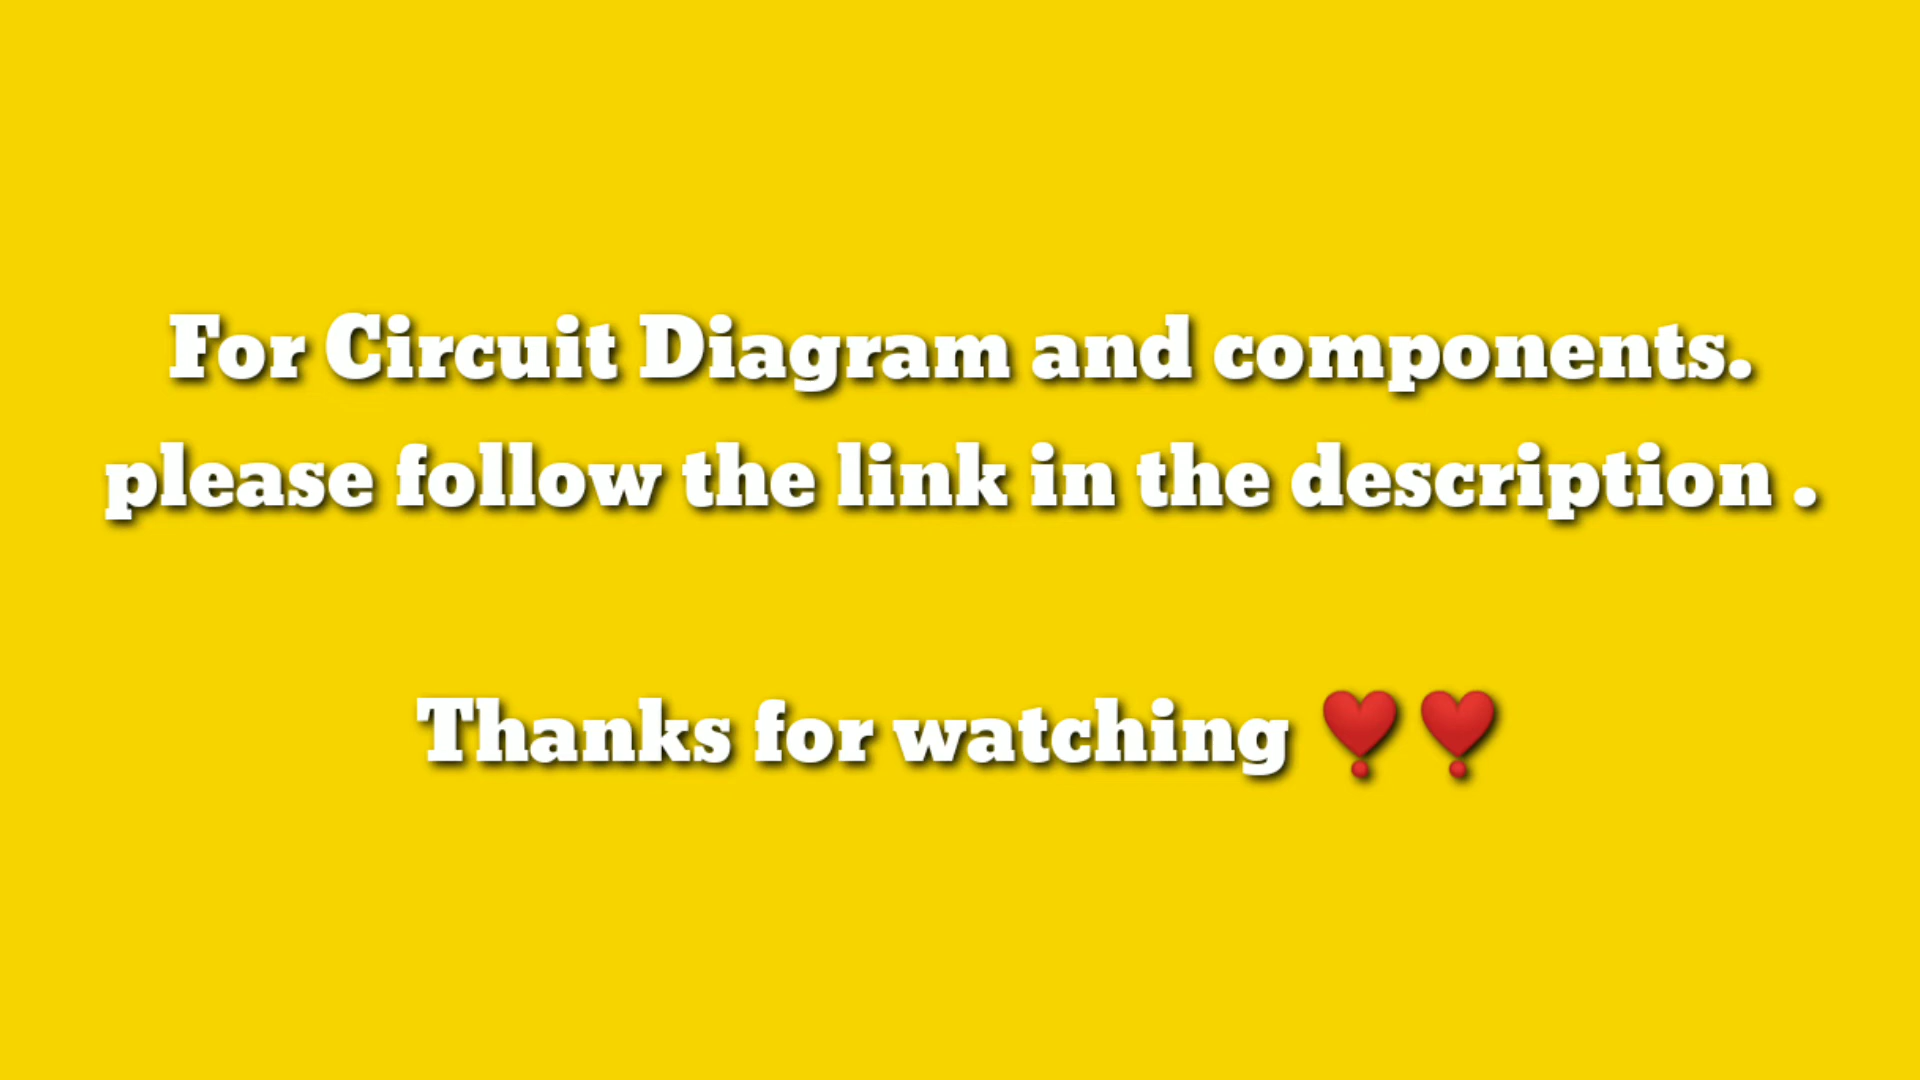 For Circuit Diagram and components.
please follow the link in the description .
Thanks for watching ❣️❣️